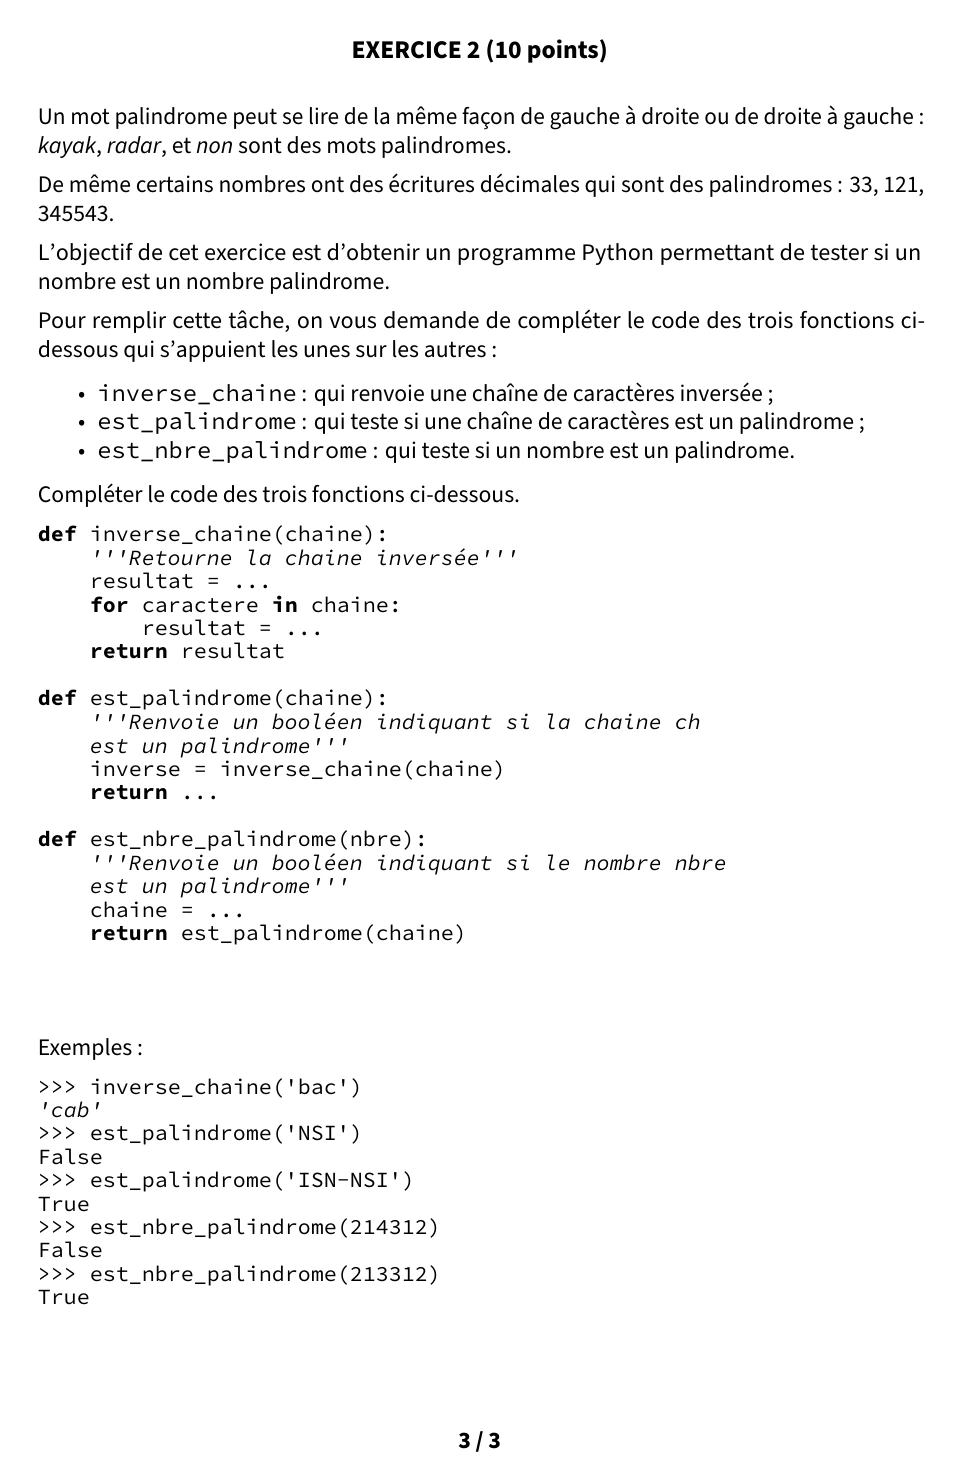 EXERCICE 2 (10 points)
Un mot palindrome peut se lire de la même façon de gauche à droite ou de droite à gauche :
kayak, radar, et non sont des mots palindromes.
De même certains nombres ont des écritures décimales qui sont des palindromes : 33, 121,
345543.
L’objectif de cet exercice est d’obtenir un programme Python permettant de tester si un
nombre est un nombre palindrome.
Pour remplir cette tâche, on vous demande de compléter le code des trois fonctions ci-
dessous qui s’appuient les unes sur les autres :
• inverse_chaine : qui renvoie une chaîne de caractères inversée ;
• est_palindrome : qui teste si une chaîne de caractères est un palindrome ;
• est_nbre_palindrome : qui teste si un nombre est un palindrome.
Compléter le code des trois fonctions ci-dessous.
def inverse_chaine(chaine):
    '''Retourne la chaine inversée'''
    resultat = ...
    for caractere in chaine:
        resultat = ...
    return resultat
def est_palindrome(chaine):
    '''Renvoie un booléen indiquant si la chaine ch
    est un palindrome'''
    inverse = inverse_chaine(chaine)
    return ...
def est_nbre_palindrome(nbre):
    '''Renvoie un booléen indiquant si le nombre nbre
    est un palindrome'''
    chaine = ...
    return est_palindrome(chaine)
Exemples :
>>> inverse_chaine('bac')
'cab'
>>> est_palindrome('NSI')
False
>>> est_palindrome('ISN-NSI')
True
>>> est_nbre_palindrome(214312)
False
>>> est_nbre_palindrome(213312)
True
3 / 3